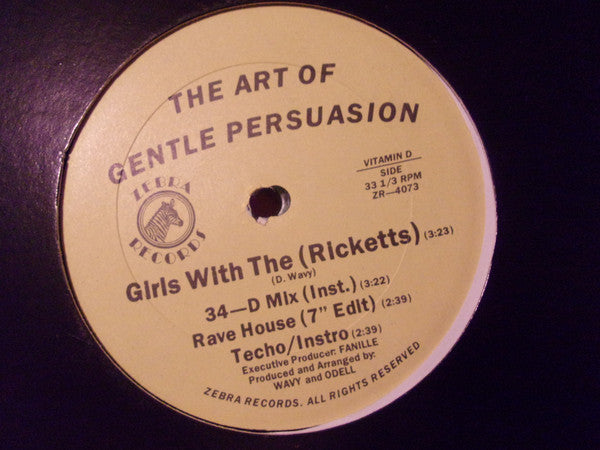 THE ART OF
GENTLE PERSUASION
ZEBRA
RECORDS
VITAMIN D
SIDE
33 1/3 RPM
ZR—4073
Girls With The (Ricketts) (3:23)
(D. Wavy)
34—D Mix (Inst.) (3:22)
Rave House (7” Edit) (2:39)
Techo/Instro (2:39)
Executive Producer: FANILLE
Produced and Arranged by:
WAVY and ODELL
ZEBRA RECORDS. ALL RIGHTS RESERVED